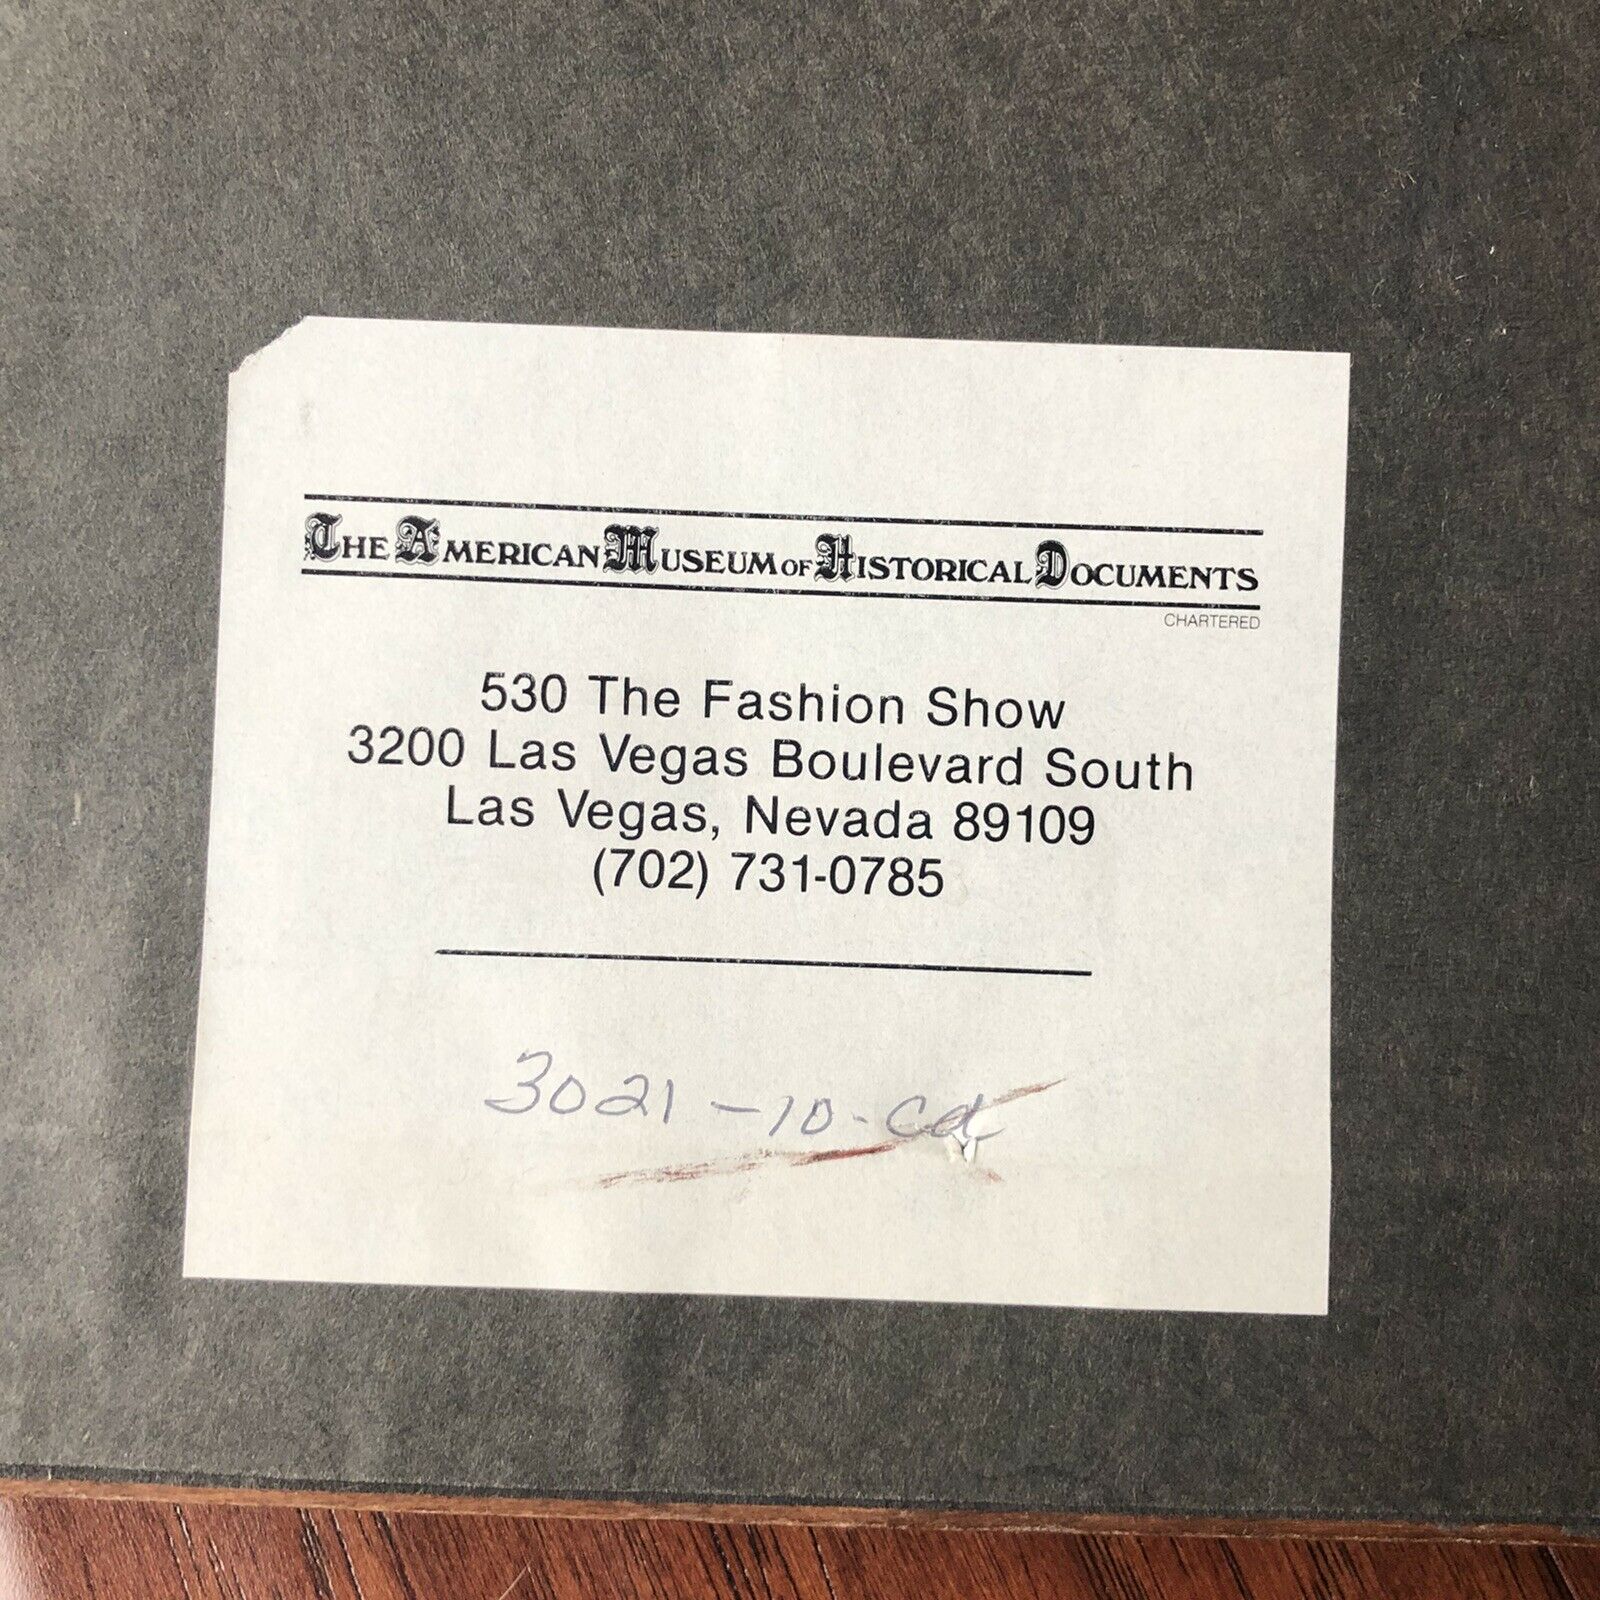 The American Museum of Historical Documents
CHARTERED
530 The Fashion Show
3200 Las Vegas Boulevard South
Las Vegas, Nevada 89109
(702) 731-0785
3021-10-Cd